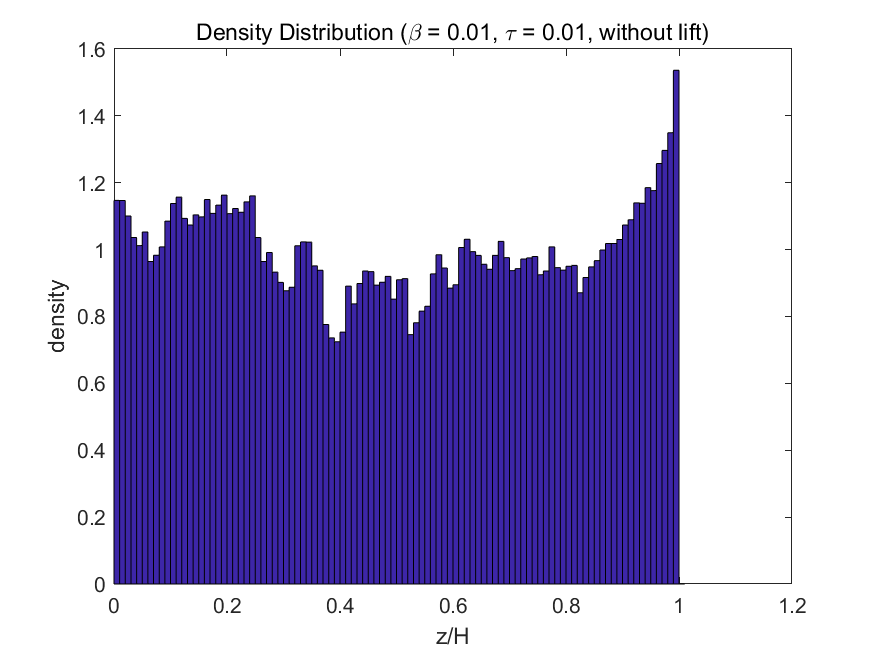 Density Distribution (β = 0.01, τ = 0.01, without lift)
1.6
1.4
1.2
1
0.8
0.6
0.4
0.2
0
density
0 0.2 0.4 0.6 0.8 1 1.2
z/H